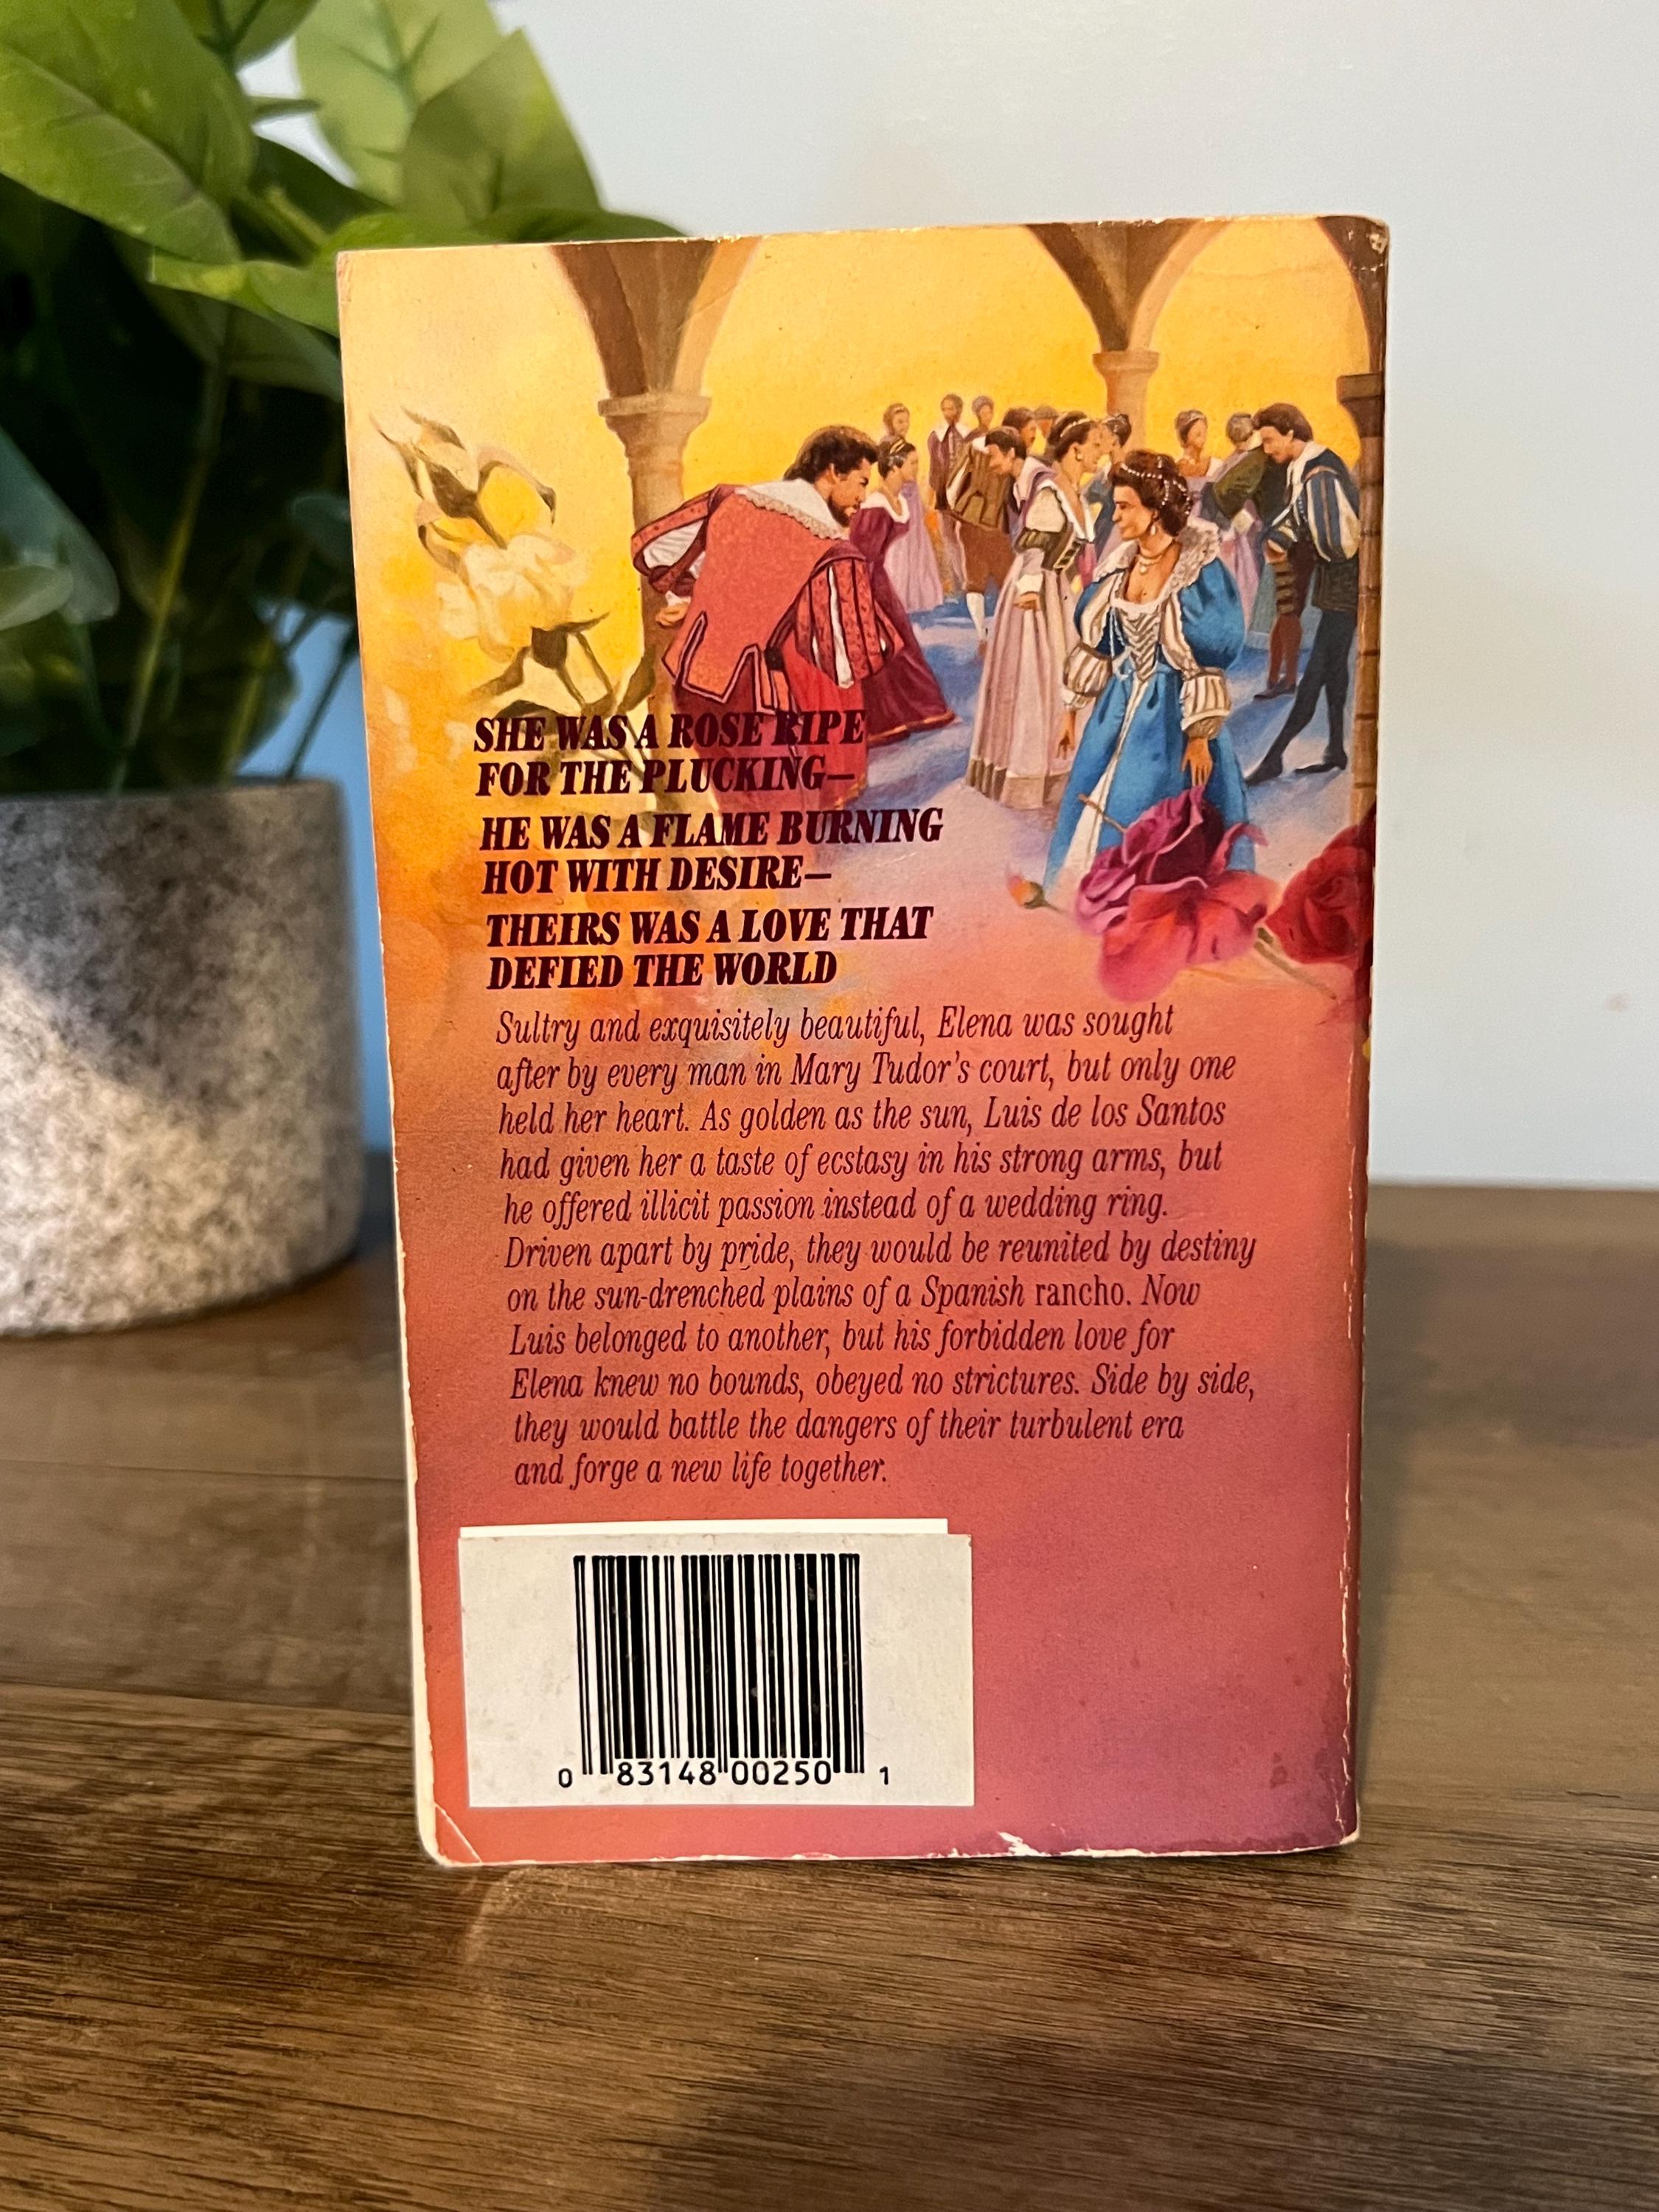 SHE WAS A ROSE RIPE
FOR THE PLUCKING—
HE WAS A FLAME BURNING
HOT WITH DESIRE—
THEIRS WAS A LOVE THAT
DEFIED THE WORLD
Sultry and exquisitely beautiful, Elena was sought
after by every man in Mary Tudor's court, but only one
held her heart. As golden as the sun, Luis de los Santos
had given her a taste of ecstasy in his strong arms, but
he offered illicit passion instead of a wedding ring.
Driven apart by pride, they would be reunited by destiny
on the sun-drenched plains of a Spanish rancho. Now
Luis belonged to another, but his forbidden love for
Elena knew no bounds, obeyed no strictures. Side by side,
they would battle the dangers of their turbulent era
and forge a new life together.
0 83148 00250 1